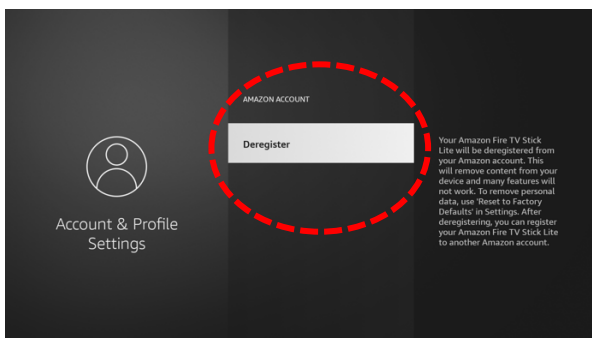 AMAZON ACCOUNT
Deregister
Account & Profile
Settings
Your Amazon Fire TV Stick
Lite will be deregistered from
your Amazon account. This
will remove content from your
device and many features will
not work. To remove personal
data, use 'Reset to Factory
Defaults' in Settings. After
deregistering, you can register
your Amazon Fire TV Stick Lite
to another Amazon account.